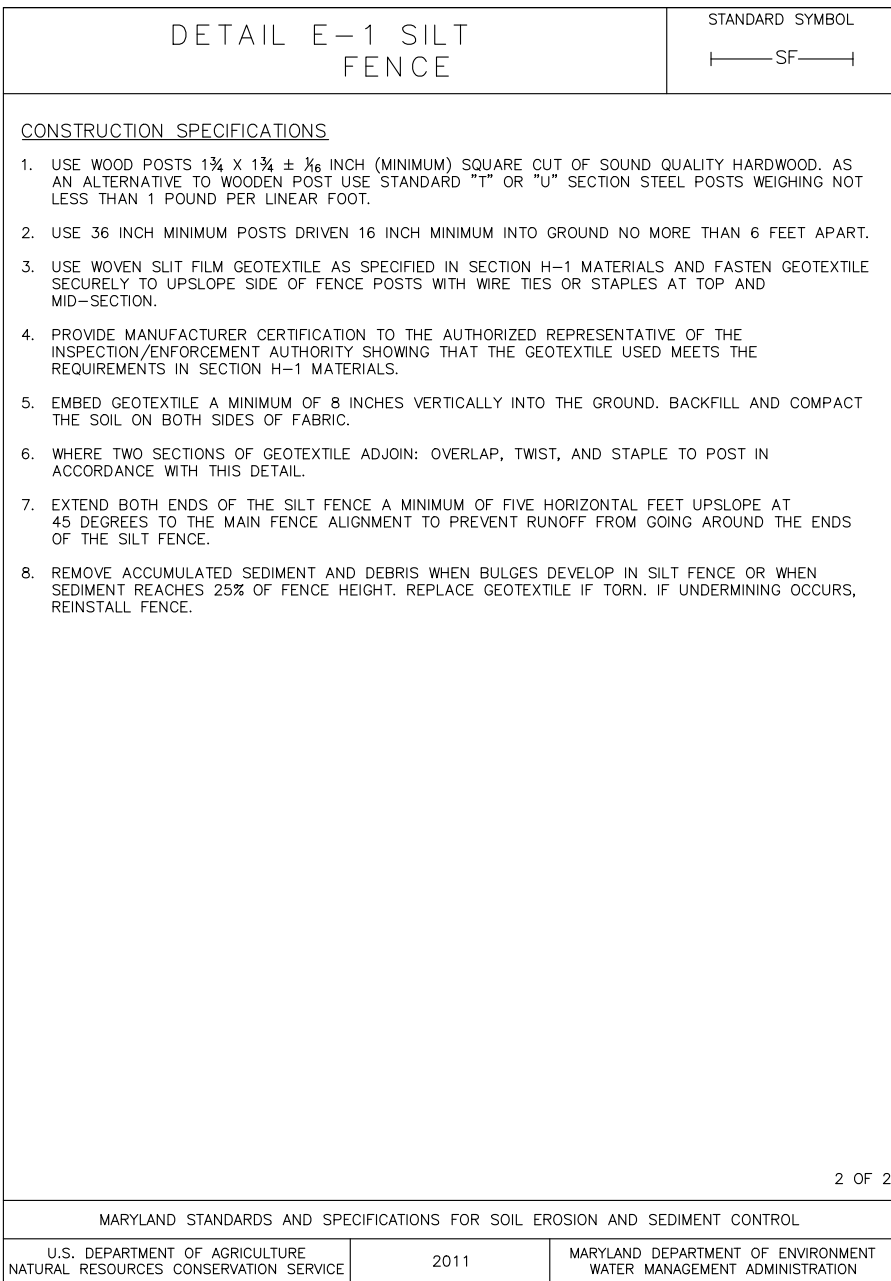 DETAIL E-1 SILT
FENCE
STANDARD SYMBOL
SF
CONSTRUCTION SPECIFICATIONS
1. USE WOOD POSTS 1¾ X 1¾ ± 1⁄16 INCH (MINIMUM) SQUARE CUT OF SOUND QUALITY HARDWOOD. AS
AN ALTERNATIVE TO WOODEN POST USE STANDARD "T" OR "U" SECTION STEEL POSTS WEIGHING NOT
LESS THAN 1 POUND PER LINEAR FOOT.
2. USE 36 INCH MINIMUM POSTS DRIVEN 16 INCH MINIMUM INTO GROUND NO MORE THAN 6 FEET APART.
3. USE WOVEN SLIT FILM GEOTEXTILE AS SPECIFIED IN SECTION H-1 MATERIALS AND FASTEN GEOTEXTILE
SECURELY TO UPSLOPE SIDE OF FENCE POSTS WITH WIRE TIES OR STAPLES AT TOP AND
MID-SECTION.
4. PROVIDE MANUFACTURER CERTIFICATION TO THE AUTHORIZED REPRESENTATIVE OF THE
INSPECTION/ENFORCEMENT AUTHORITY SHOWING THAT THE GEOTEXTILE USED MEETS THE
REQUIREMENTS IN SECTION H-1 MATERIALS.
5. EMBED GEOTEXTILE A MINIMUM OF 8 INCHES VERTICALLY INTO THE GROUND. BACKFILL AND COMPACT
THE SOIL ON BOTH SIDES OF FABRIC.
6. WHERE TWO SECTIONS OF GEOTEXTILE ADJOIN: OVERLAP, TWIST, AND STAPLE TO POST IN
ACCORDANCE WITH THIS DETAIL.
7. EXTEND BOTH ENDS OF THE SILT FENCE A MINIMUM OF FIVE HORIZONTAL FEET UPSLOPE AT
45 DEGREES TO THE MAIN FENCE ALIGNMENT TO PREVENT RUNOFF FROM GOING AROUND THE ENDS
OF THE SILT FENCE.
8. REMOVE ACCUMULATED SEDIMENT AND DEBRIS WHEN BULGES DEVELOP IN SILT FENCE OR WHEN
SEDIMENT REACHES 25% OF FENCE HEIGHT. REPLACE GEOTEXTILE IF TORN. IF UNDERMINING OCCURS,
REINSTALL FENCE.
2 OF 2
MARYLAND STANDARDS AND SPECIFICATIONS FOR SOIL EROSION AND SEDIMENT CONTROL
U.S. DEPARTMENT OF AGRICULTURE
NATURAL RESOURCES CONSERVATION SERVICE
2011
MARYLAND DEPARTMENT OF ENVIRONMENT
WATER MANAGEMENT ADMINISTRATION